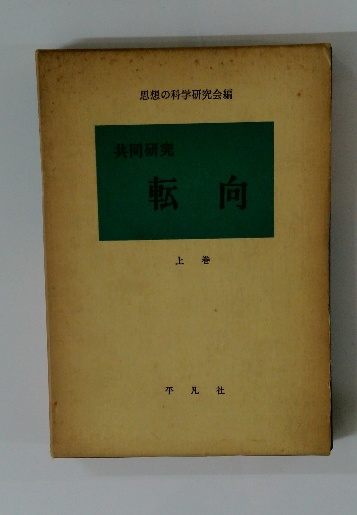 思想の科学研究会編
共同研究
転向
上巻
平凡社